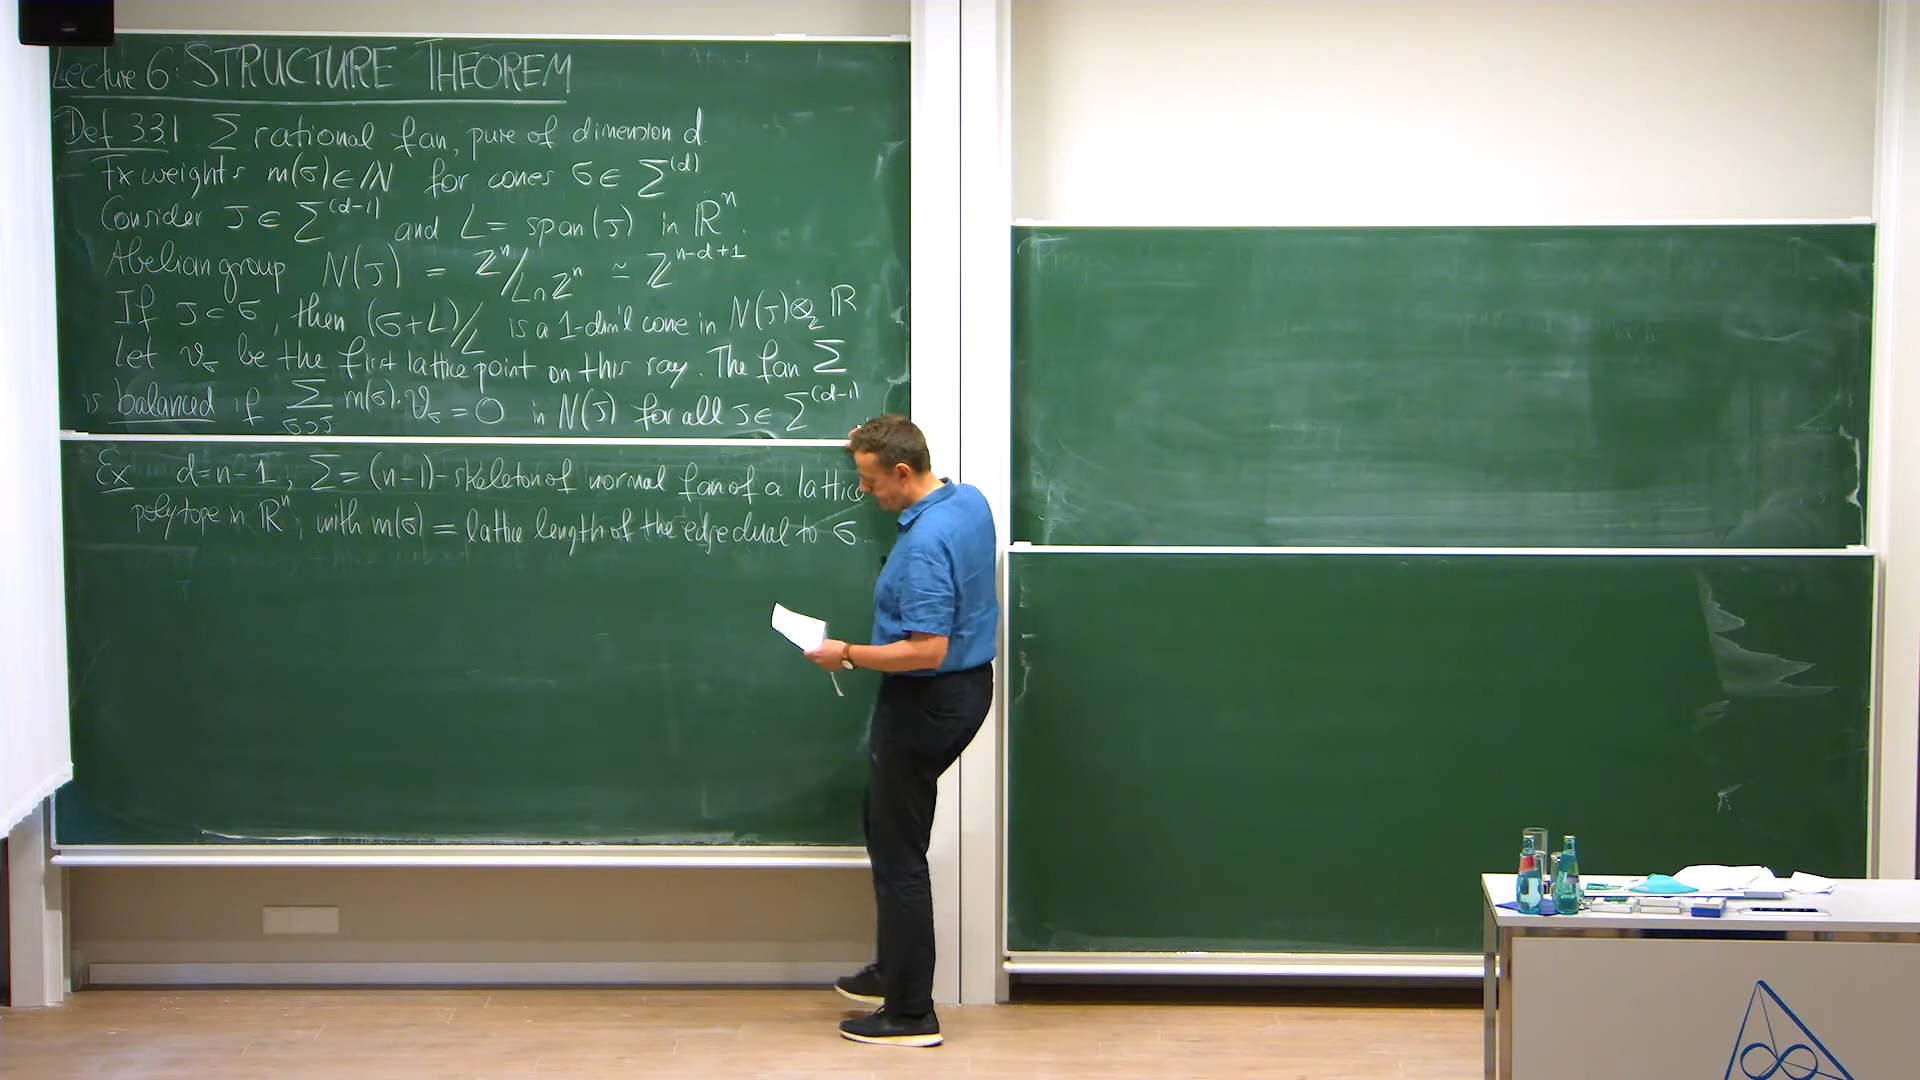 Lecture 6: STRUCTURE THEOREM
Def 3.3.1 Σ rational fan, pure of dimension d.
Fix weights m(σ) ∈ ℕ for cones σ ∈ Σ^(d)
Consider τ ∈ Σ^(d-1) and L = span(τ) in ℝ^n.
Abelian group N(τ) = ℤ^n/L∩ℤ^n ≃ ℤ^(n-d+1)
If τ ⊂ σ, then (σ+L)/L is a 1-dim'l cone in N(τ)⊗_ℤ ℝ
Let v_σ be the first lattice point on this ray. The fan Σ
is balanced if Σ_(σ⊃τ) m(σ)·v_σ = 0 in N(τ) for all τ ∈ Σ^(d-1)
Ex d=n-1, Σ = (n-1)-skeleton of normal fan of a lattice
polytope in ℝ^n, with m(σ) = lattice length of the edge dual to σ.